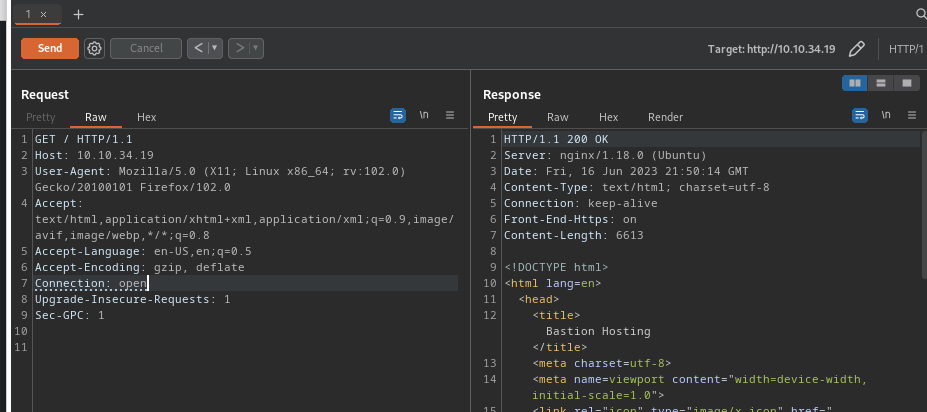 1 × +
Send Cancel < > Target: http://10.10.34.19 HTTP/1
Request
Pretty Raw Hex \n
1 GET / HTTP/1.1
2 Host: 10.10.34.19
3 User-Agent: Mozilla/5.0 (X11; Linux x86_64; rv:102.0)
Gecko/20100101 Firefox/102.0
4 Accept:
text/html,application/xhtml+xml,application/xml;q=0.9,image/
avif,image/webp,*/*;q=0.8
5 Accept-Language: en-US,en;q=0.5
6 Accept-Encoding: gzip, deflate
7 Connection: open
8 Upgrade-Insecure-Requests: 1
9 Sec-GPC: 1
10
11
Response
Pretty Raw Hex Render \n
1 HTTP/1.1 200 OK
2 Server: nginx/1.18.0 (Ubuntu)
3 Date: Fri, 16 Jun 2023 21:50:14 GMT
4 Content-Type: text/html; charset=utf-8
5 Connection: keep-alive
6 Front-End-Https: on
7 Content-Length: 6613
8
9 <!DOCTYPE html>
10 <html lang=en>
11 <head>
12 <title>
Bastion Hosting
</title>
13 <meta charset=utf-8>
14 <meta name=viewport content="width=device-width,
initial-scale=1.0">
15 <link rel="icon" type="image/x-icon" href="